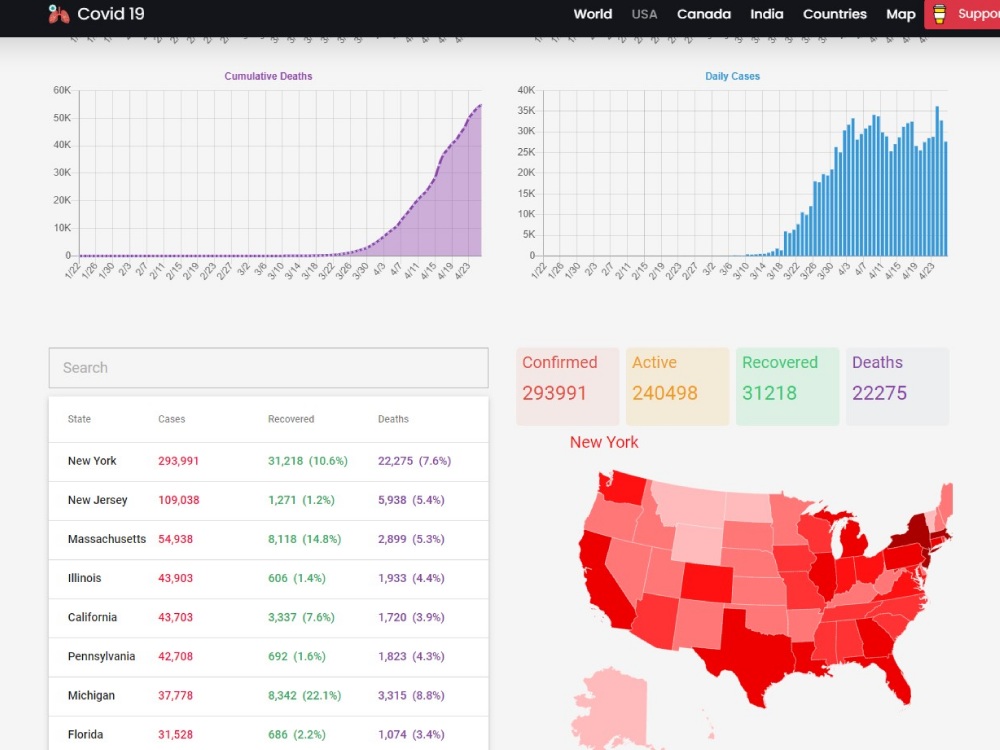 Covid 19
World USA Canada India Countries Map Suppor
Cumulative Deaths
60K
50K
40K
30K
20K
10K
0
1/22 1/26 1/30 2/3 2/7 2/11 2/15 2/19 2/23 2/27 3/2 3/6 3/10 3/14 3/18 3/22 3/26 3/30 4/3 4/7 4/11 4/15 4/19 4/23
Daily Cases
40K
35K
30K
25K
20K
15K
10K
5K
0
1/22 1/26 1/30 2/3 2/7 2/11 2/15 2/19 2/23 2/27 3/2 3/6 3/10 3/14 3/18 3/22 3/26 3/30 4/3 4/7 4/11 4/15 4/19 4/23
Search
State Cases Recovered Deaths
New York 293,991 31,218 (10.6%) 22,275 (7.6%)
New Jersey 109,038 1,271 (1.2%) 5,938 (5.4%)
Massachusetts 54,938 8,118 (14.8%) 2,899 (5.3%)
Illinois 43,903 606 (1.4%) 1,933 (4.4%)
California 43,703 3,337 (7.6%) 1,720 (3.9%)
Pennsylvania 42,708 692 (1.6%) 1,823 (4.3%)
Michigan 37,778 8,342 (22.1%) 3,315 (8.8%)
Florida 31,528 686 (2.2%) 1,074 (3.4%)
Confirmed Active Recovered Deaths
293991 240498 31218 22275
New York